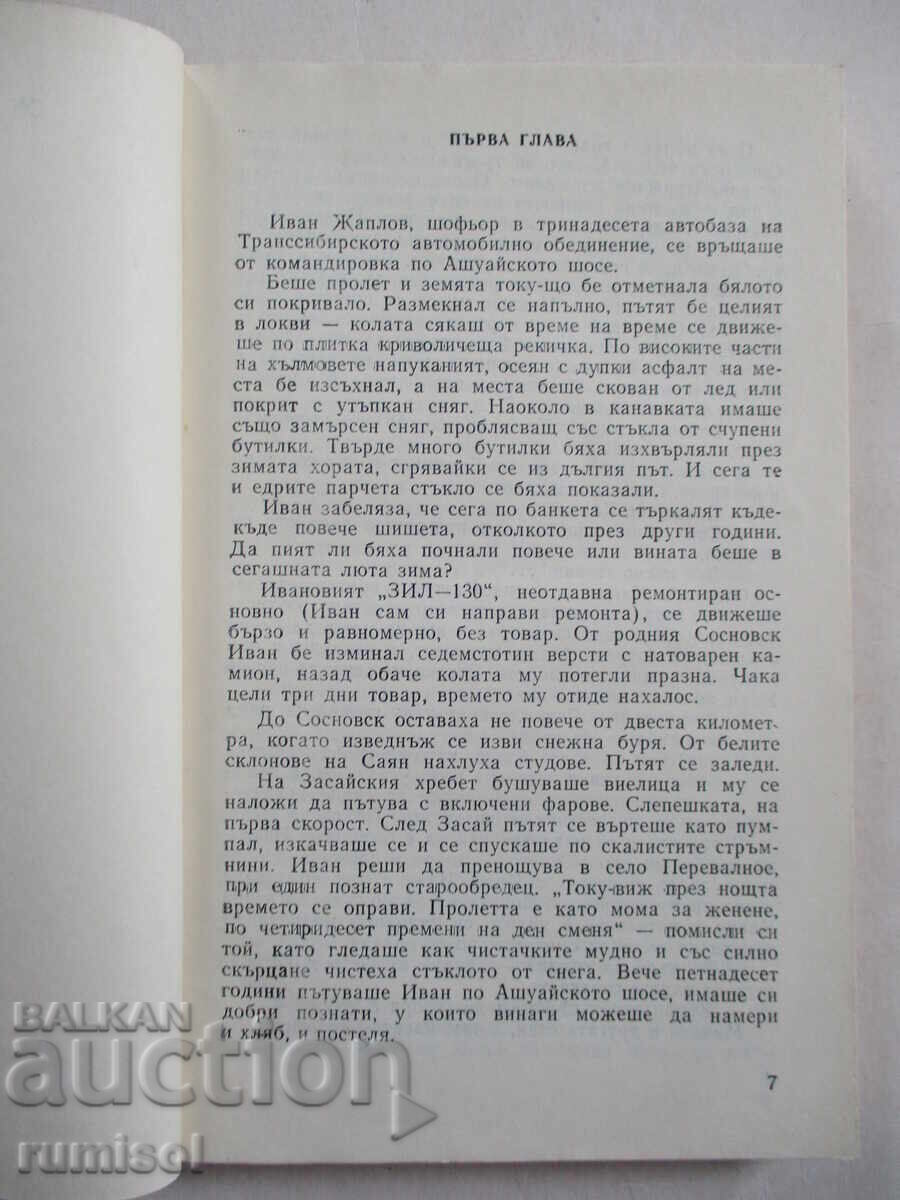 ПЪРВА ГЛАВА
Иван Жаплов, шофьор в тринадесета автобаза на
Транссибирското автомобилно обединение, се връщаше
от командировка по Ашуайското шосе.
Беше пролет и земята току-що бе отметнала бялото
си покривало. Размекнал се напълно, пътят бе целият
в локви — колата сякаш от време на време се движе-
ше по плитка криволичеща рекичка. По високите части
на хълмовете напуканият, осеян с дупки асфалт на ме-
ста бе изсъхнал, а на места беше скован от лед или
покрит с утъпкан сняг. Наоколо в канавката имаше
също замърсен сняг, проблясващ със стъкла от счупени
бутилки. Твърде много бутилки бяха изхвърляли през
зимата хората, сгрявайки се из дългия път. И сега те
и едрите парчета стъкло се бяха показали.
Иван забеляза, че сега по банкета се търкалят къде-
къде повече шишета, отколкото през други години.
Да пият ли бяха почнали повече или вината беше в
сегашната люта зима?
Ивановият „ЗИЛ—130“, неотдавна ремонтиран ос-
новно (Иван сам си направи ремонта), се движеше
бързо и равномерно, без товар. От родния Сосновск
Иван бе изминал седемстотин версти с натоварен ка-
мион, назад обаче колата му потегли празна. Чака
цели три дни товар, времето му отиде нахалос.
До Сосновск оставаха не повече от двеста километ-
ра, когато изведнъж се изви снежна буря. От белите
склонове на Саян нахлуха студове. Пътят се заледи.
На Засайския хребет бушуваше виелица и му се
наложи да пътува с включени фарове. Слепешката, на
първа скорост. След Засай пътят се въртеше като пум-
пал, изкачваше се и се спускаше по скалистите стръм-
нини. Иван реши да пренощува в село Перевалное,
при един познат старообредец. „Току-виж през нощта
времето се оправи. Пролетта е като мома за женене,
по четиридесет премени на ден сменя“ — помисли си
той, като гледаше как чистачките мудно и със силно
скърцане чистеха стъклото от снега. Вече петнадесет
години пътуваше Иван по Ашуайското шосе, имаше си
добри познати, у които винаги можеше да намери
и хляб, и постеля.
7
BALKAN
auction
rumisol